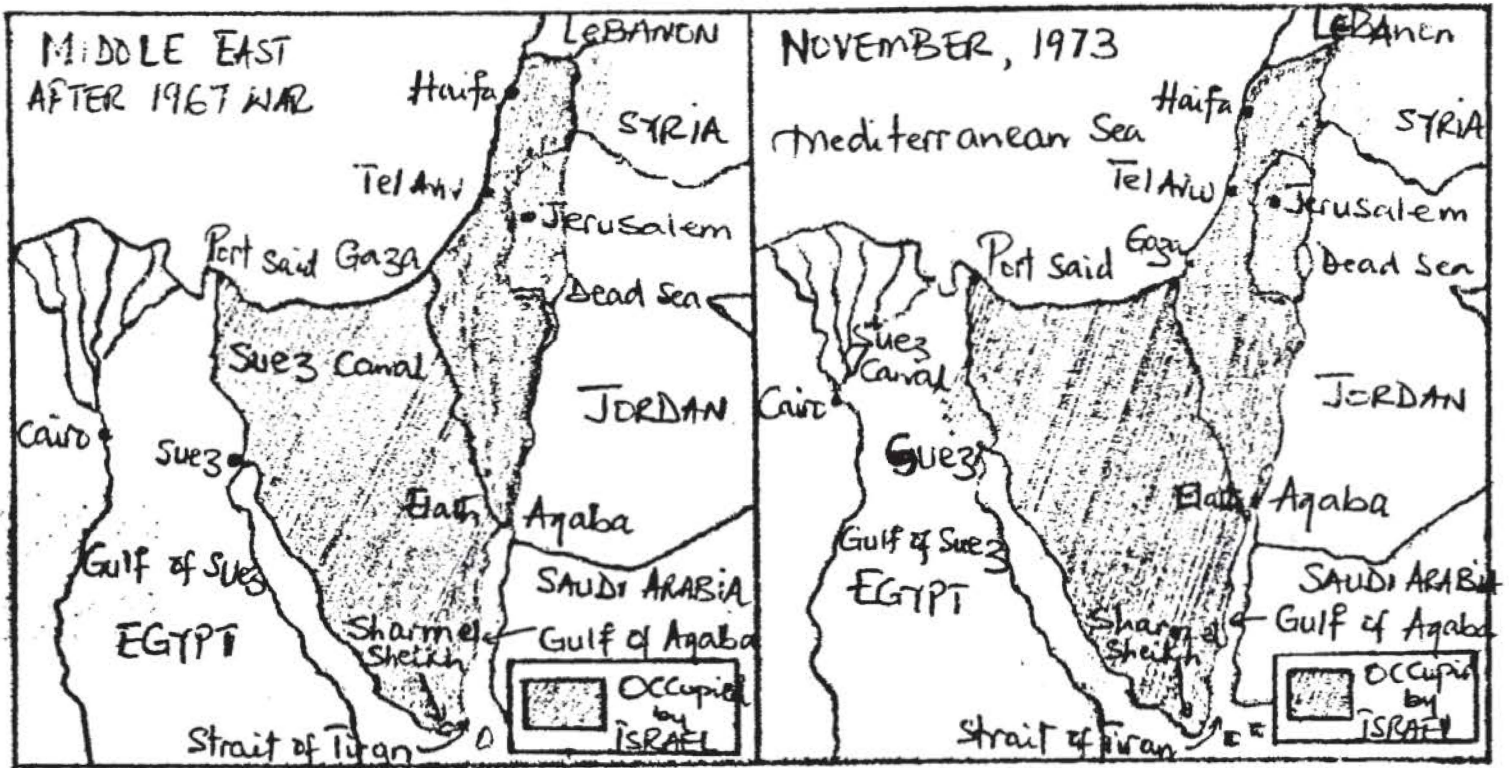 MIDDLE EAST
AFTER 1967 WAR
LEBANON
Haifa
SYRIA
Tel Aviv
Jerusalem
Port Said Gaza
Dead Sea
Suez Canal
JORDAN
Cairo
Suez
Elath
Aqaba
Gulf of Suez
SAUDI ARABIA
EGYPT
Sharm el
Sheikh
Gulf of Aqaba
Strait of Tiran
Occupied
by
ISRAEL
NOVEMBER, 1973
LEBANON
Haifa
Mediterranean Sea
SYRIA
Tel Aviv
Jerusalem
Gaza
Port Said
Dead Sea
Suez
Canal
Cairo
JORDAN
Suez
Elath
Aqaba
Gulf of Suez
EGYPT
SAUDI ARABIA
Sharm el
Sheikh
Gulf of Aqaba
Strait of Tiran
Occupied
by
ISRAEL